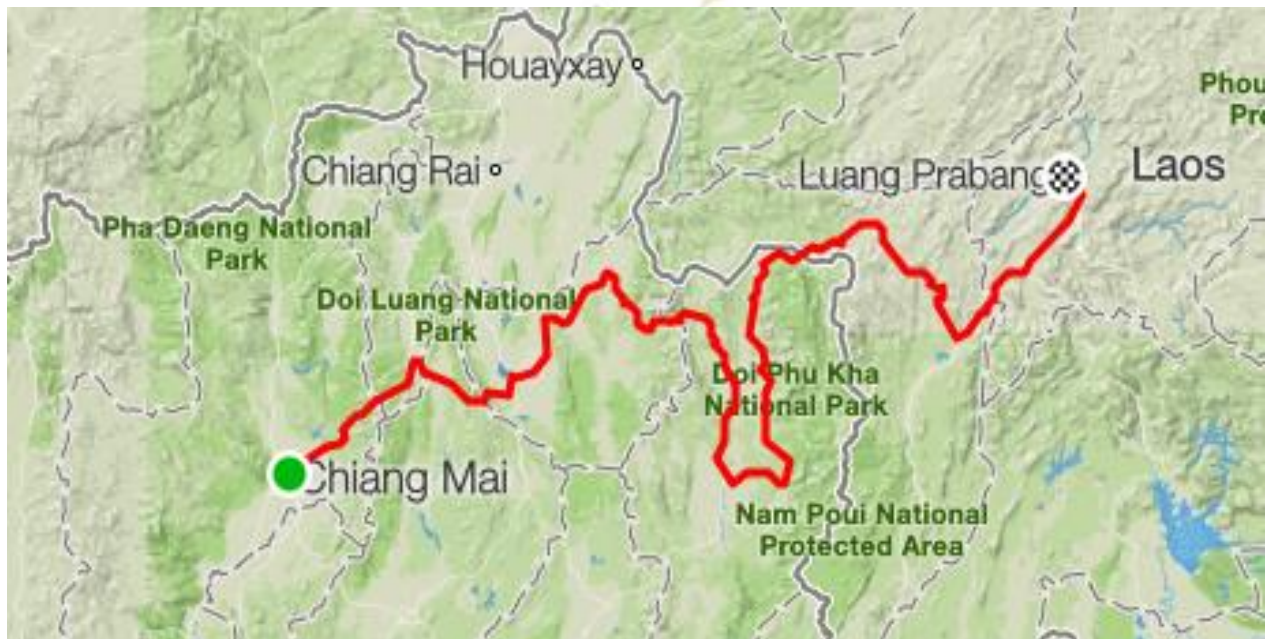 Houayxay
Phou
Pre
Chiang Rai
Luang Prabang
Laos
Pha Daeng National
Park
Doi Luang National
Park
Doi Phu Kha
National Park
Chiang Mai
Nam Poui National
Protected Area